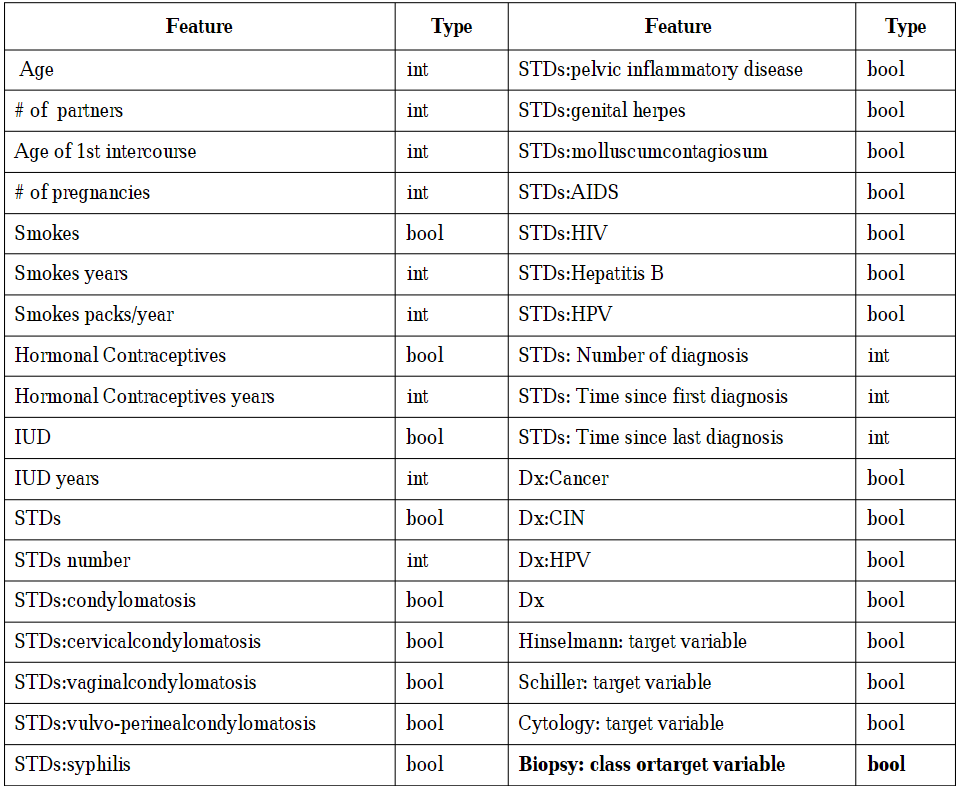 Feature Type Feature Type
Age int STDs:pelvic inflammatory disease bool
# of partners int STDs:genital herpes bool
Age of 1st intercourse int STDs:molluscumcontagiosum bool
# of pregnancies int STDs:AIDS bool
Smokes bool STDs:HIV bool
Smokes years int STDs:Hepatitis B bool
Smokes packs/year int STDs:HPV bool
Hormonal Contraceptives bool STDs: Number of diagnosis int
Hormonal Contraceptives years int STDs: Time since first diagnosis int
IUD bool STDs: Time since last diagnosis int
IUD years int Dx:Cancer bool
STDs bool Dx:CIN bool
STDs number int Dx:HPV bool
STDs:condylomatosis bool Dx bool
STDs:cervicalcondylomatosis bool Hinselmann: target variable bool
STDs:vaginalcondylomatosis bool Schiller: target variable bool
STDs:vulvo-perinealcondylomatosis bool Cytology: target variable bool
STDs:syphilis bool Biopsy: class ortarget variable bool